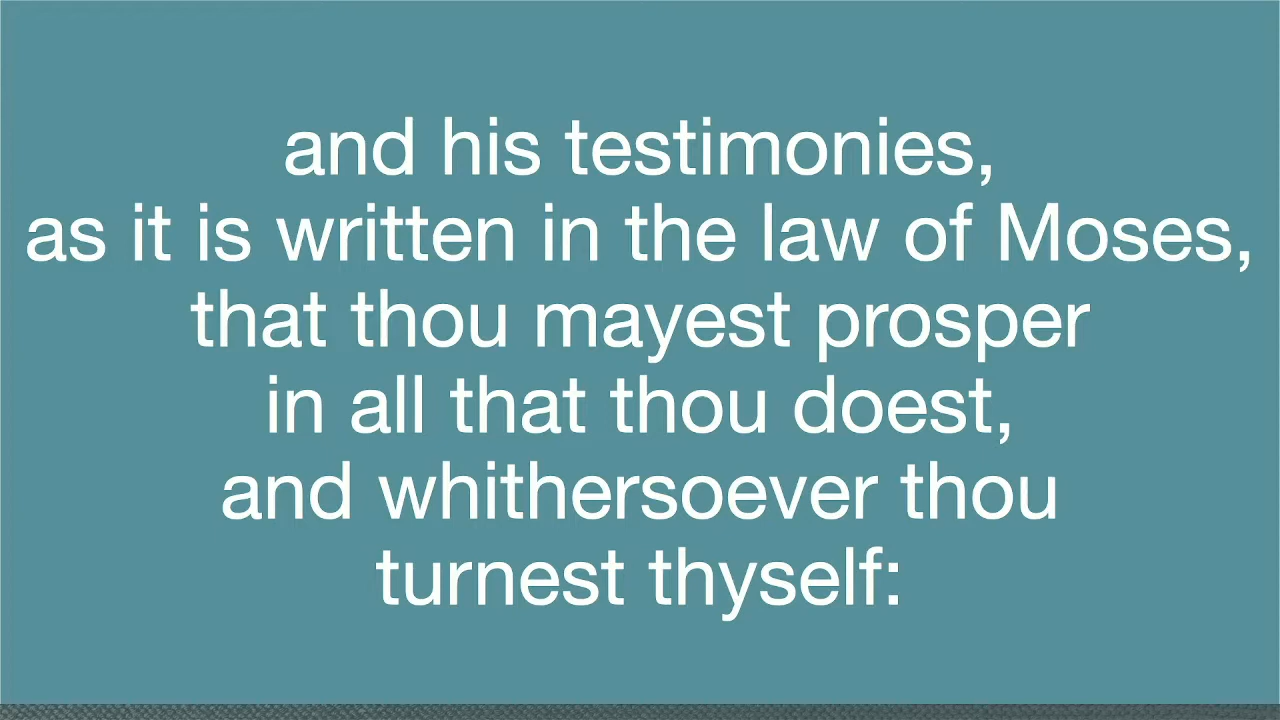 and his testimonies,
as it is written in the law of Moses,
that thou mayest prosper
in all that thou doest,
and whithersoever thou
turnest thyself: